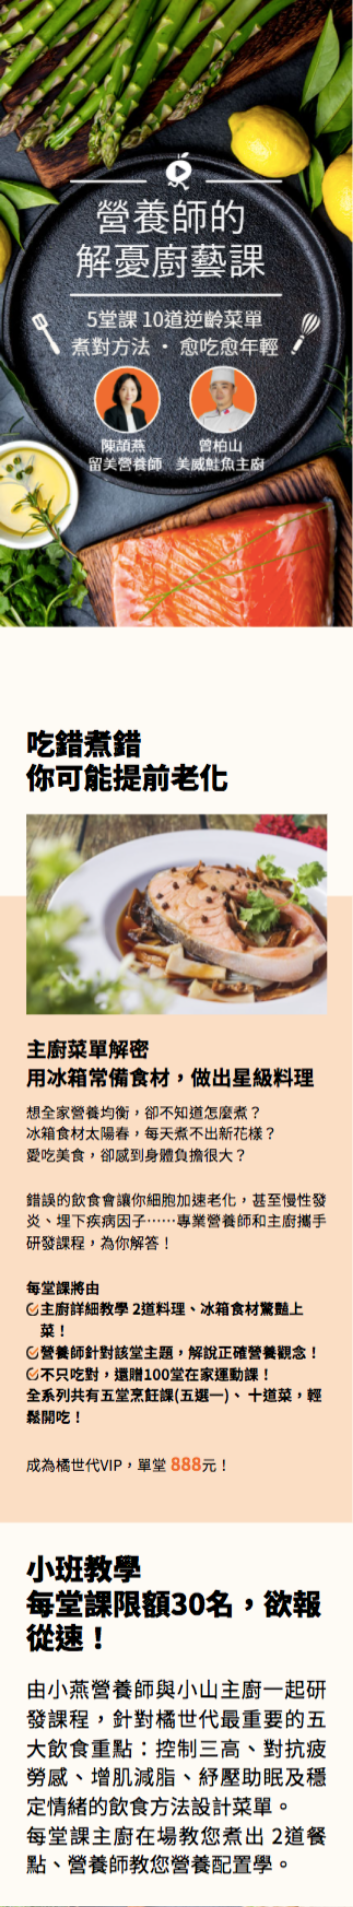 營養師的
解憂廚藝課
5堂課 10道逆齡菜單
煮對方法・愈吃愈年輕
陳頡燕 曾柏山
留美營養師 美威鮭魚主廚
吃錯煮錯
你可能提前老化
主廚菜單解密
用冰箱常備食材，做出星級料理
想全家營養均衡，卻不知道怎麼煮？
冰箱食材太陽春，每天煮不出新花樣？
愛吃美食，卻感到身體負擔很大？
錯誤的飲食會讓你細胞加速老化，甚至慢性發
炎、埋下疾病因子⋯⋯專業營養師和主廚攜手
研發課程，為你解答！
每堂課將由
主廚詳細教學 2道料理、冰箱食材驚豔上
菜！
營養師針對該堂主題，解說正確營養觀念！
不只吃對，還贈100堂在家運動課！
全系列共有五堂烹飪課(五選一)、 十道菜，輕
鬆開吃！
成為橘世代VIP，單堂 888元！
小班教學
每堂課限額30名，欲報
從速！
由小燕營養師與小山主廚一起研
發課程，針對橘世代最重要的五
大飲食重點：控制三高、對抗疲
勞感、增肌減脂、紓壓助眠及穩
定情緒的飲食方法設計菜單。
每堂課主廚在場教您煮出 2道餐
點、營養師教您營養配置學。